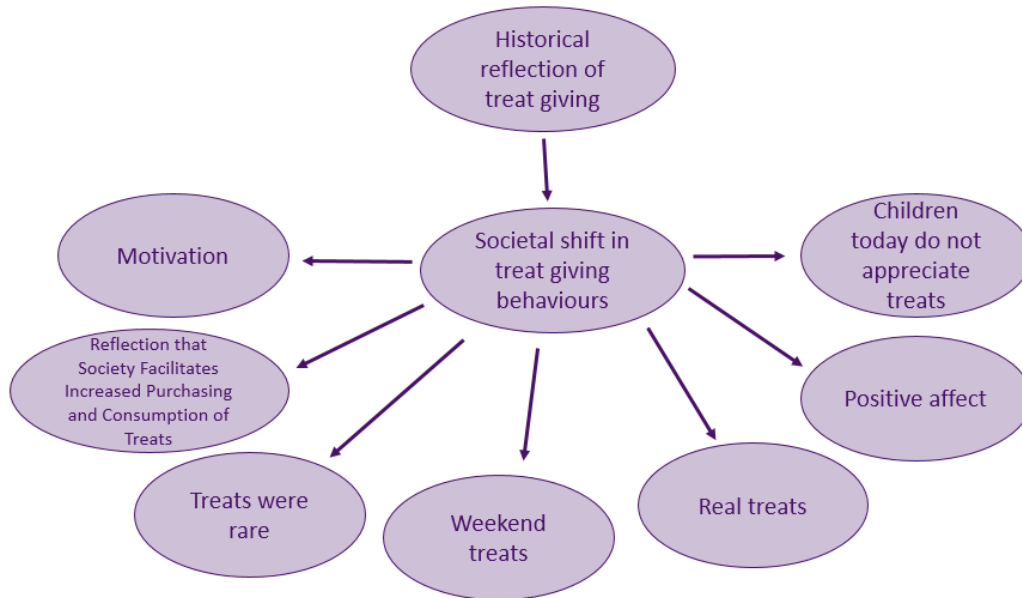 Historical
reflection of
treat giving
Societal shift in
treat giving
behaviours
Children
today do not
appreciate
treats
Motivation
Reflection that
Society Facilitates
Increased Purchasing
and Consumption of
Treats
Positive affect
Treats were
rare
Weekend
treats
Real treats